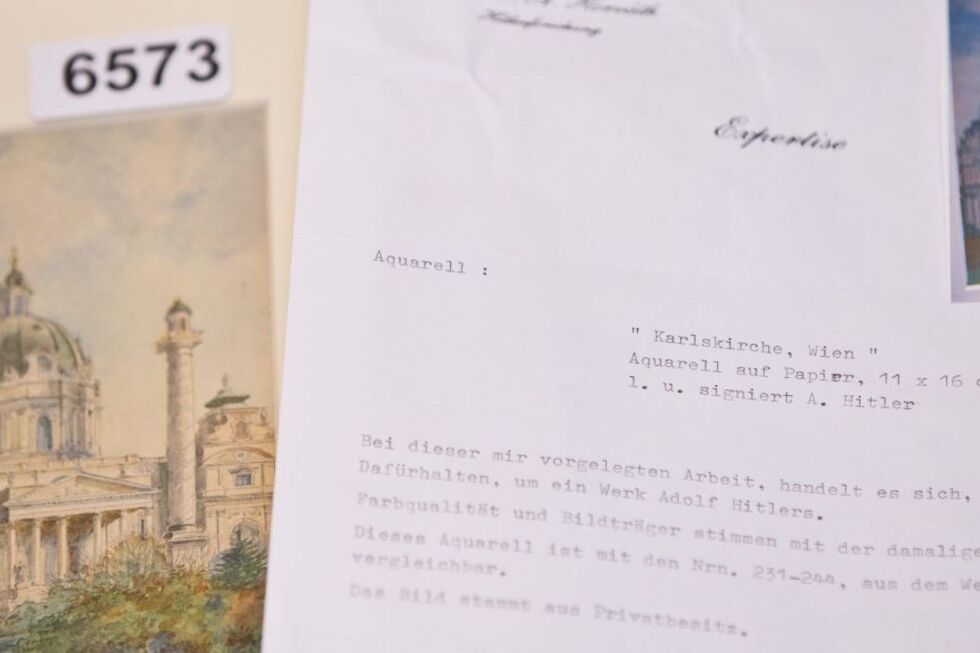 6573
Expertise
Aquarell :
" Karlskirche, Wien "
Aquarell auf Papier, 11 x 16
l. u. signiert A. Hitler
Bei dieser mir vorgelegten Arbeit, handelt es sich,
Dafürhalten, um ein Werk Adolf Hitlers.
Farbqualität und Bildträger stimmen mit der damalige
Dieses Aquarell ist mit den Nrn. 231-244, aus dem We
vergleichbar.
Das Bild stammt aus Privatbesitz.